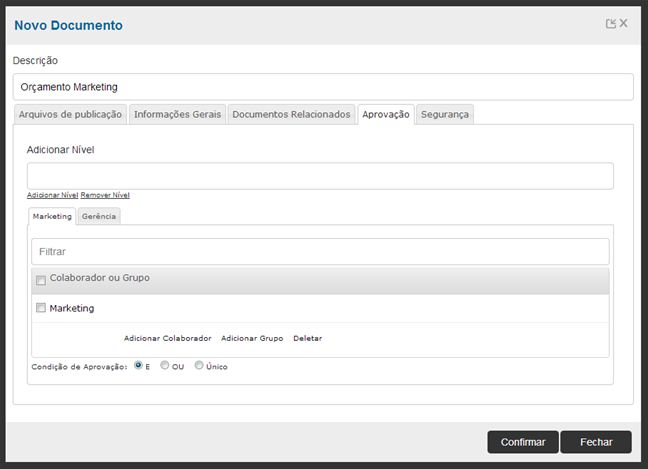 Novo Documento
Descrição
Orçamento Marketing
Arquivos de publicação Informações Gerais Documentos Relacionados Aprovação Segurança
Adicionar Nível
Adicionar Nível Remover Nível
Marketing Gerência
Filtrar
Colaborador ou Grupo
Marketing
Adicionar Colaborador Adicionar Grupo Deletar
Condição de Aprovação: E OU Único
Confirmar Fechar